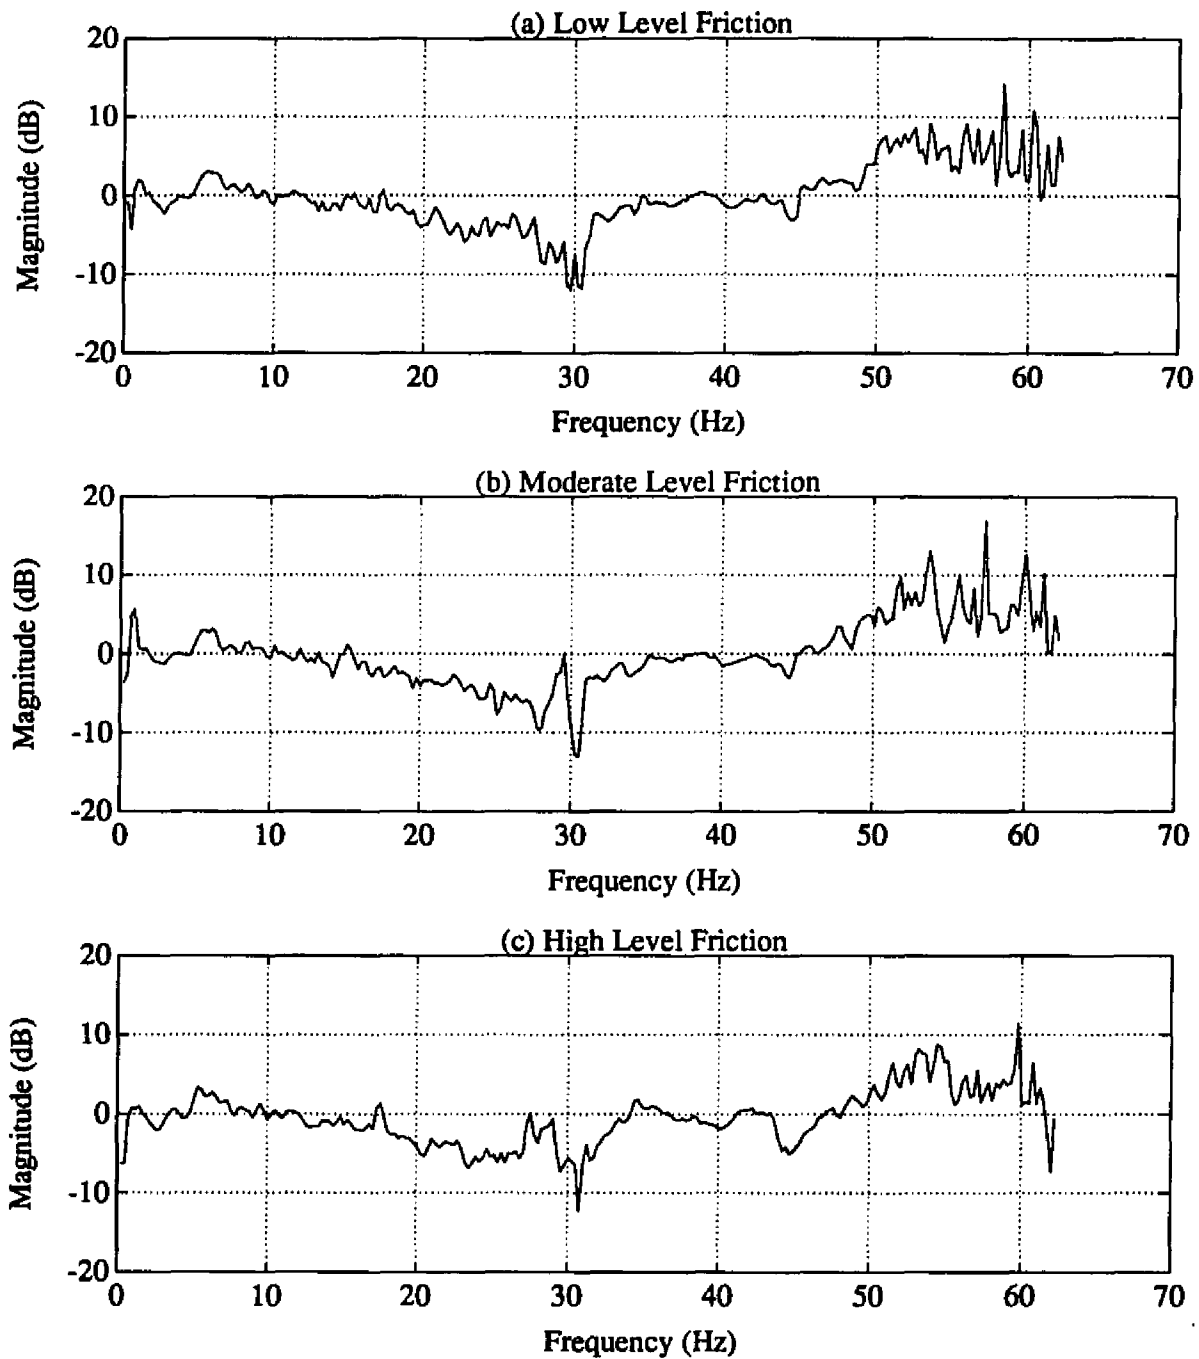 (a) Low Level Friction
20
10
0
-10
-20
Magnitude (dB)
0 10 20 30 40 50 60 70
Frequency (Hz)
(b) Moderate Level Friction
20
10
0
-10
-20
Magnitude (dB)
0 10 20 30 40 50 60 70
Frequency (Hz)
(c) High Level Friction
20
10
0
-10
-20
Magnitude (dB)
0 10 20 30 40 50 60 70
Frequency (Hz)